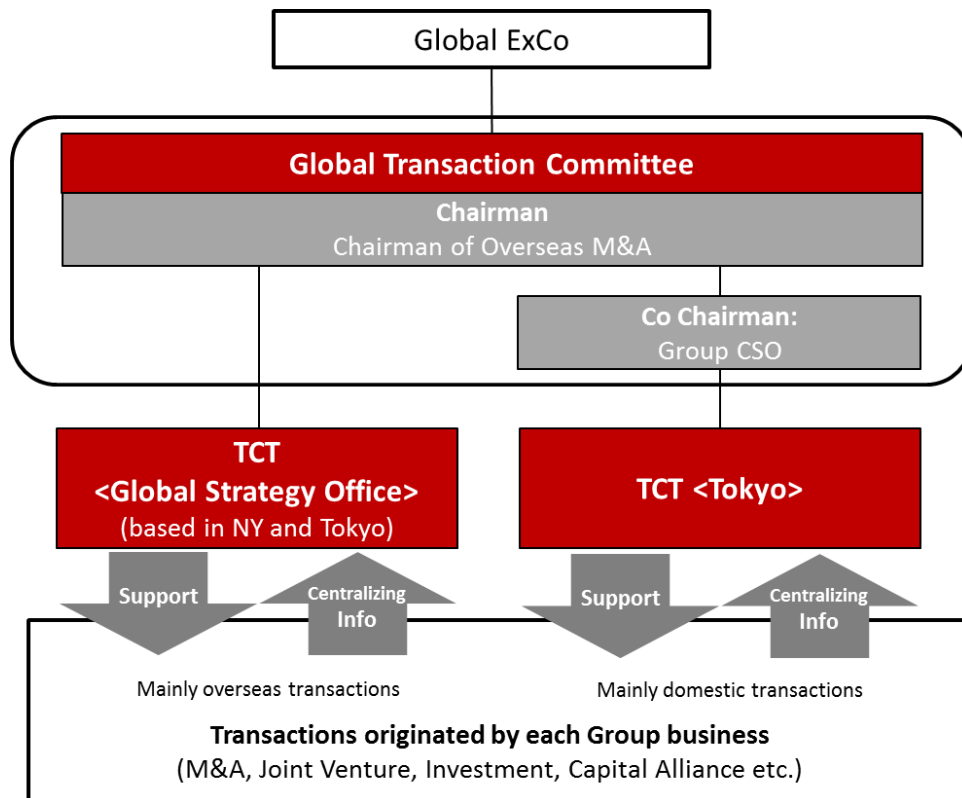 Global ExCo
Global Transaction Committee
Chairman
Chairman of Overseas M&A
Co Chairman:
Group CSO
TCT
<Global Strategy Office>
(based in NY and Tokyo)
TCT <Tokyo>
Support
Centralizing
Info
Support
Centralizing
Info
Mainly overseas transactions
Mainly domestic transactions
Transactions originated by each Group business
(M&A, Joint Venture, Investment, Capital Alliance etc.)